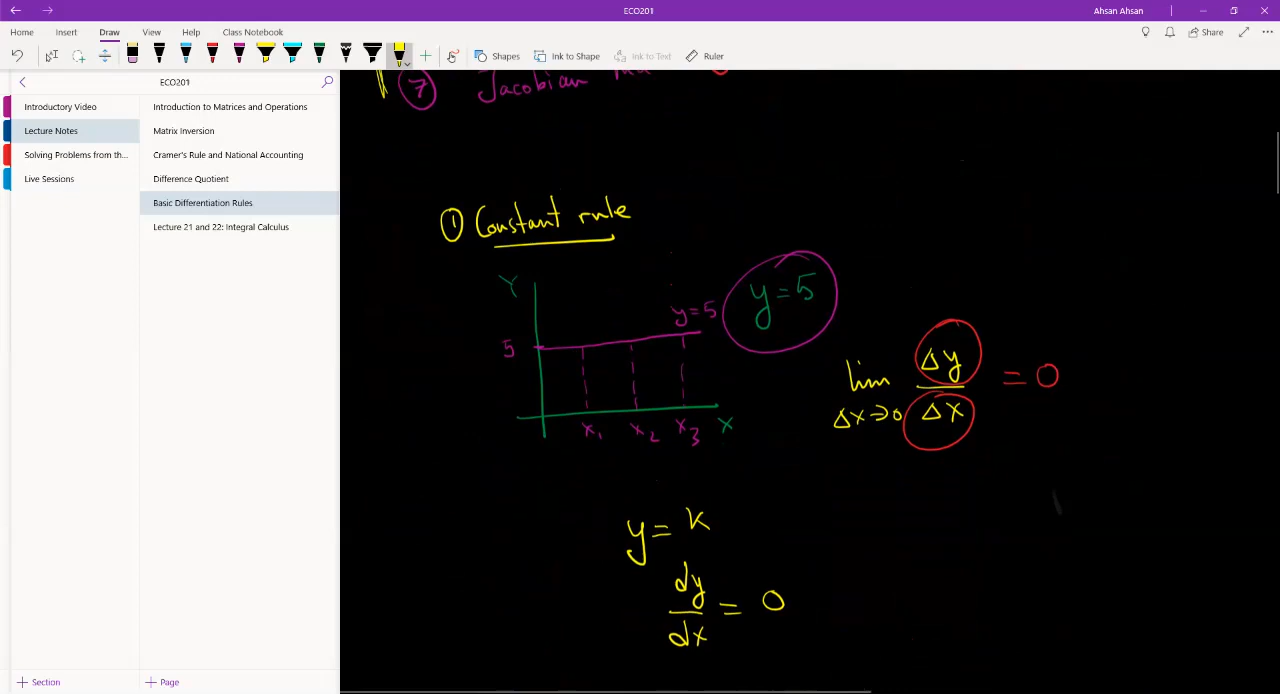 ECO201
Ahsan Ahsan
Home Insert Draw View Help Class Notebook
Share
Shapes Ink to Shape Ink to Text Ruler
ECO201
Introductory Video
Lecture Notes
Solving Problems from th...
Live Sessions
Section
Introduction to Matrices and Operations
Matrix Inversion
Cramer's Rule and National Accounting
Difference Quotient
Basic Differentiation Rules
Lecture 21 and 22: Integral Calculus
Page
7 Jacobian
1 Constant rule
Y
y=5
5
x1 x2 x3 X
y=5
lim Δx→0 Δy/Δx = 0
y = k
dy/dx = 0